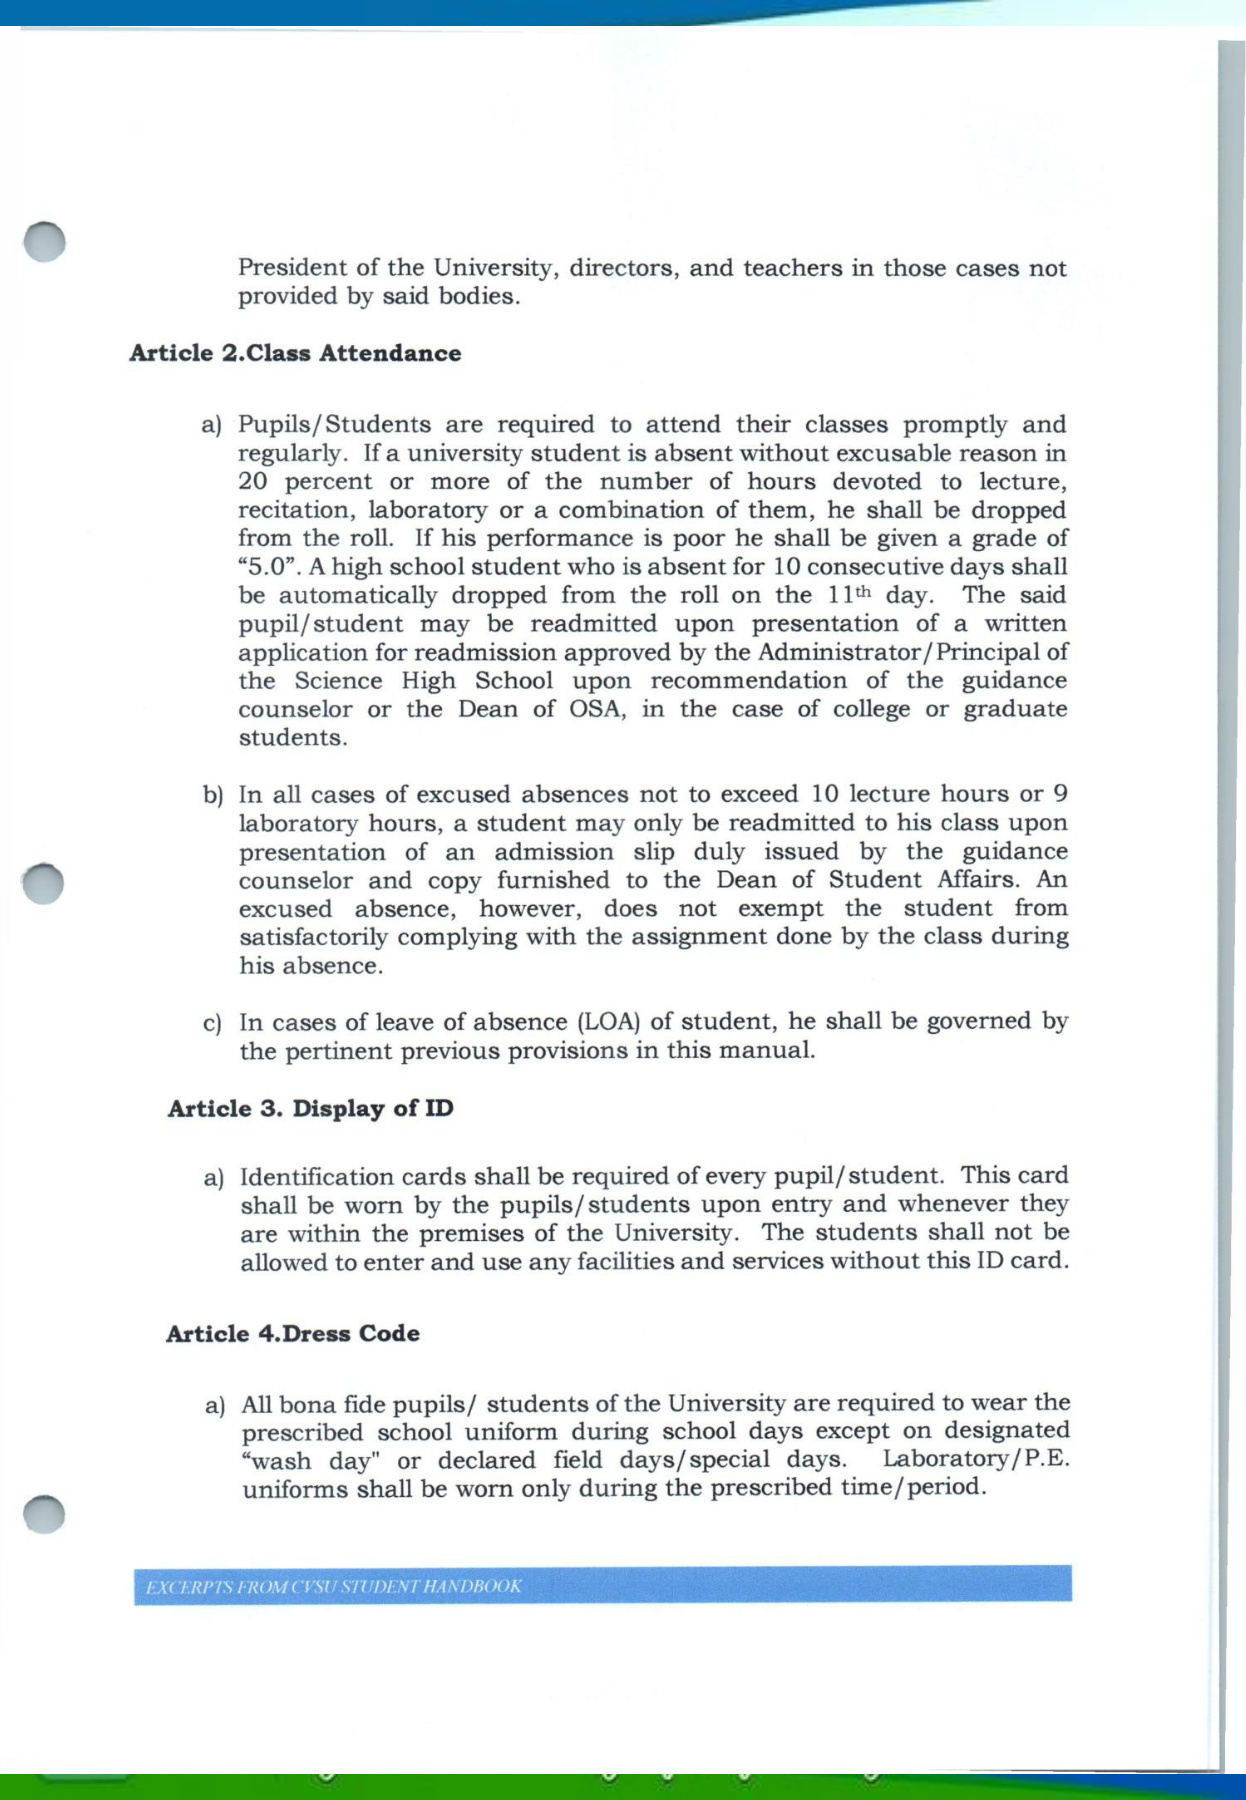 President of the University, directors, and teachers in those cases not
provided by said bodies.
Article 2.Class Attendance
a) Pupils/Students are required to attend their classes promptly and
regularly. If a university student is absent without excusable reason in
20 percent or more of the number of hours devoted to lecture,
recitation, laboratory or a combination of them, he shall be dropped
from the roll. If his performance is poor he shall be given a grade of
“5.0”. A high school student who is absent for 10 consecutive days shall
be automatically dropped from the roll on the 11th day. The said
pupil/student may be readmitted upon presentation of a written
application for readmission approved by the Administrator/Principal of
the Science High School upon recommendation of the guidance
counselor or the Dean of OSA, in the case of college or graduate
students.
b) In all cases of excused absences not to exceed 10 lecture hours or 9
laboratory hours, a student may only be readmitted to his class upon
presentation of an admission slip duly issued by the guidance
counselor and copy furnished to the Dean of Student Affairs. An
excused absence, however, does not exempt the student from
satisfactorily complying with the assignment done by the class during
his absence.
c) In cases of leave of absence (LOA) of student, he shall be governed by
the pertinent previous provisions in this manual.
Article 3. Display of ID
a) Identification cards shall be required of every pupil/student. This card
shall be worn by the pupils/students upon entry and whenever they
are within the premises of the University. The students shall not be
allowed to enter and use any facilities and services without this ID card.
Article 4.Dress Code
a) All bona fide pupils/ students of the University are required to wear the
prescribed school uniform during school days except on designated
“wash day" or declared field days/special days. Laboratory/P.E.
uniforms shall be worn only during the prescribed time/period.
EXCERPTS FROM CVSU STUDENT HANDBOOK